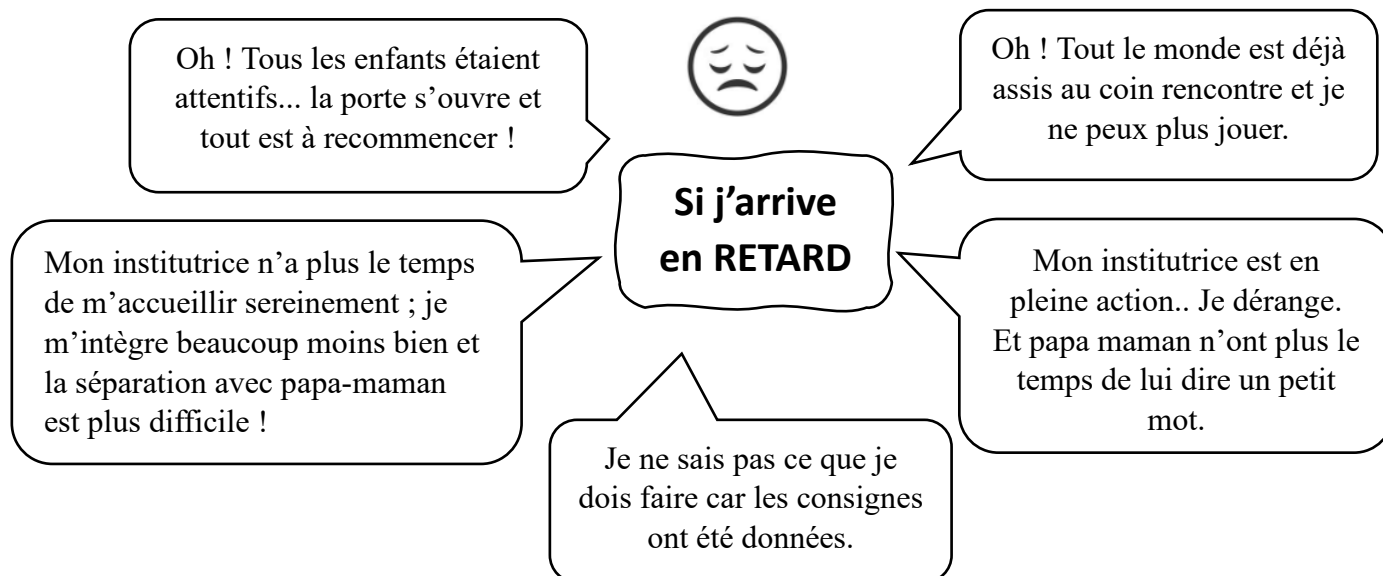 Oh ! Tous les enfants étaient
attentifs... la porte s’ouvre et
tout est à recommencer !
Oh ! Tout le monde est déjà
assis au coin rencontre et je
ne peux plus jouer.
Si j’arrive
en RETARD
Mon institutrice n’a plus le temps
de m’accueillir sereinement ; je
m’intègre beaucoup moins bien et
la séparation avec papa-maman
est plus difficile !
Mon institutrice est en
pleine action.. Je dérange.
Et papa maman n’ont plus le
temps de lui dire un petit
mot.
Je ne sais pas ce que je
dois faire car les consignes
ont été données.